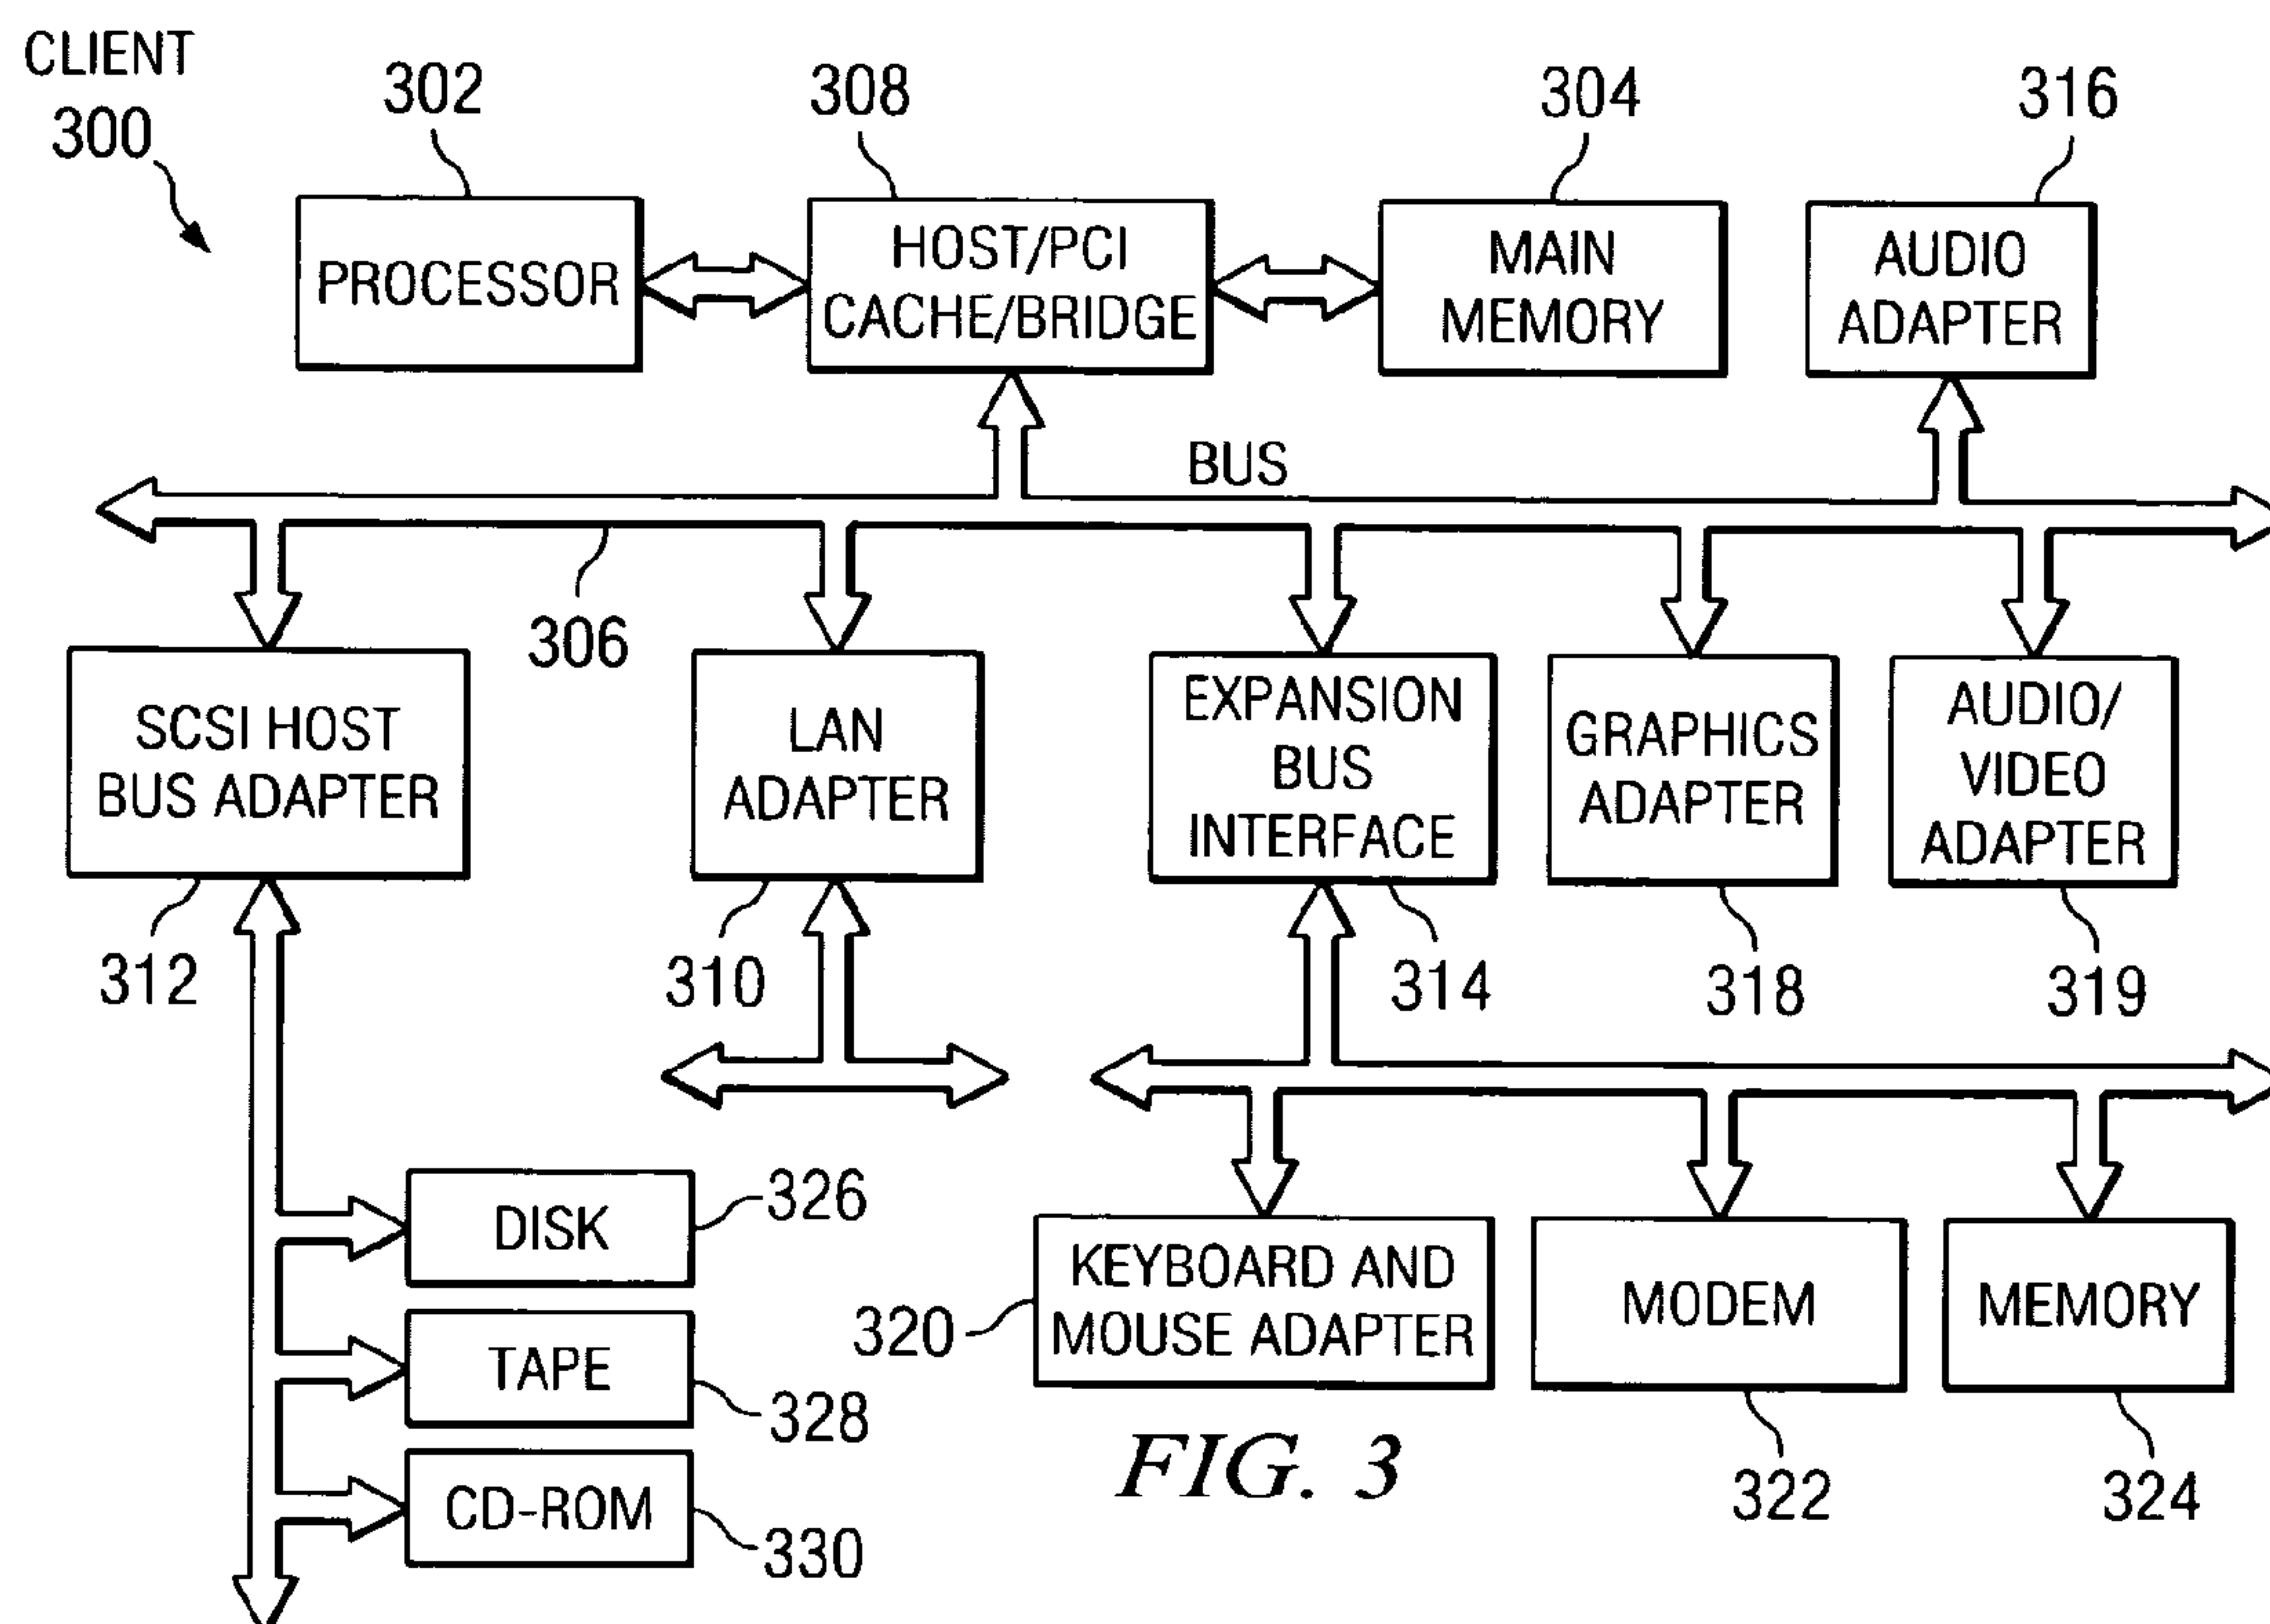 CLIENT
300
302
308
304
316
PROCESSOR
HOST/PCI
CACHE/BRIDGE
MAIN
MEMORY
AUDIO
ADAPTER
BUS
306
SCSI HOST
BUS ADAPTER
LAN
ADAPTER
EXPANSION
BUS
INTERFACE
GRAPHICS
ADAPTER
AUDIO/
VIDEO
ADAPTER
312
310
314
318
319
DISK
326
TAPE
328
CD-ROM
330
320
KEYBOARD AND
MOUSE ADAPTER
MODEM
MEMORY
322
324
FIG. 3